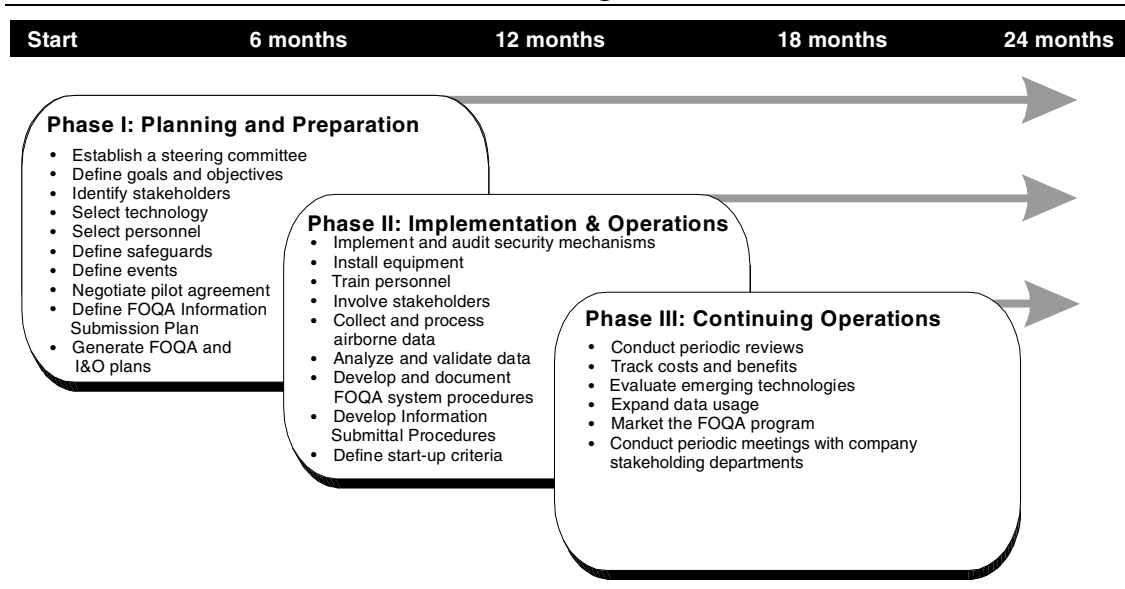 Start 6 months 12 months 18 months 24 months
Phase I: Planning and Preparation
• Establish a steering committee
• Define goals and objectives
• Identify stakeholders
• Select technology
• Select personnel
• Define safeguards
• Define events
• Negotiate pilot agreement
• Define FOQA Information
Submission Plan
• Generate FOQA and
I&O plans
Phase II: Implementation & Operations
• Implement and audit security mechanisms
• Install equipment
• Train personnel
• Involve stakeholders
• Collect and process
airborne data
• Analyze and validate data
• Develop and document
FOQA system procedures
• Develop Information
Submittal Procedures
• Define start-up criteria
Phase III: Continuing Operations
• Conduct periodic reviews
• Track costs and benefits
• Evaluate emerging technologies
• Expand data usage
• Market the FOQA program
• Conduct periodic meetings with company
stakeholding departments